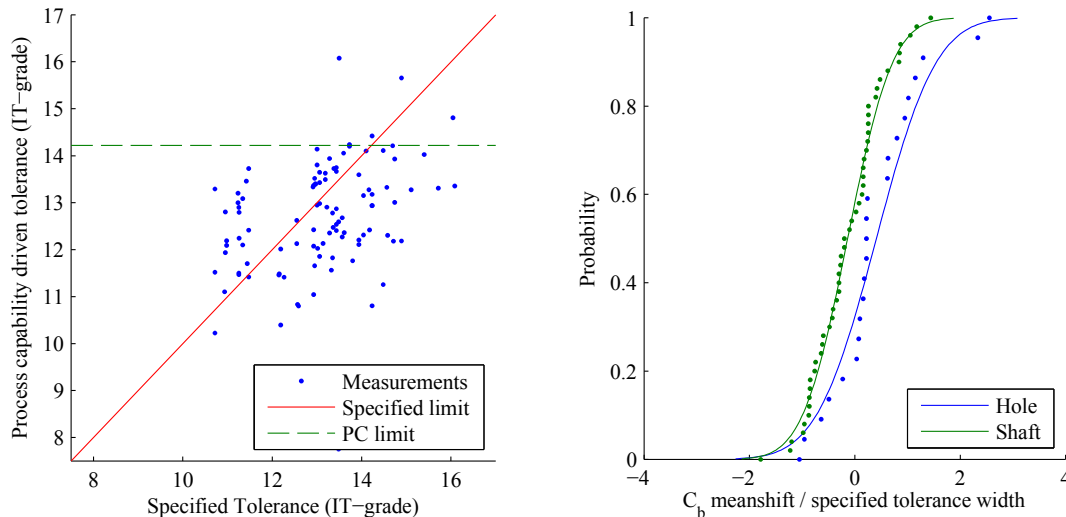 17
16
15
14
13
12
11
10
9
8
8
10
12
14
16
Process capability driven tolerance (IT−grade)
Specified Tolerance (IT−grade)
Measurements
Specified limit
PC limit
1
0.8
0.6
0.4
0.2
0
−4
−2
0
2
4
Probability
C_b meanshift / specified tolerance width
Hole
Shaft